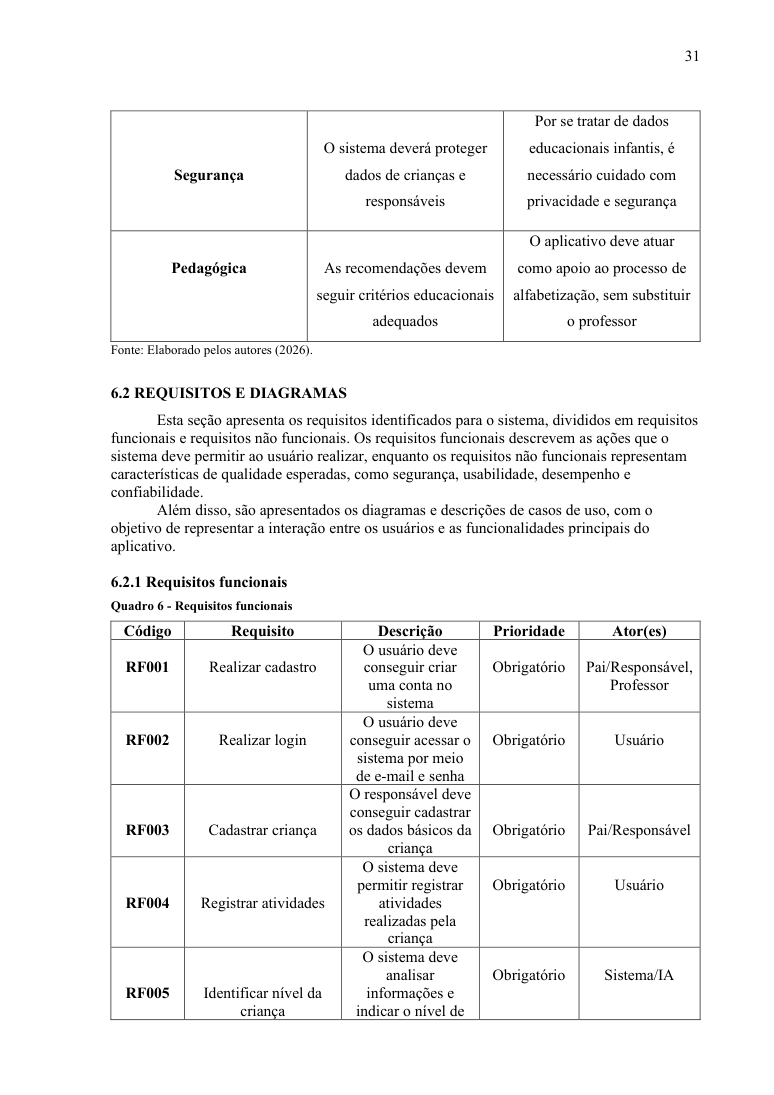 31
Segurança
O sistema deverá proteger
dados de crianças e
responsáveis
Por se tratar de dados
educacionais infantis, é
necessário cuidado com
privacidade e segurança
Pedagógica
As recomendações devem
seguir critérios educacionais
adequados
O aplicativo deve atuar
como apoio ao processo de
alfabetização, sem substituir
o professor
Fonte: Elaborado pelos autores (2026).
6.2 REQUISITOS E DIAGRAMAS
Esta seção apresenta os requisitos identificados para o sistema, divididos em requisitos
funcionais e requisitos não funcionais. Os requisitos funcionais descrevem as ações que o
sistema deve permitir ao usuário realizar, enquanto os requisitos não funcionais representam
características de qualidade esperadas, como segurança, usabilidade, desempenho e
confiabilidade.
Além disso, são apresentados os diagramas e descrições de casos de uso, com o
objetivo de representar a interação entre os usuários e as funcionalidades principais do
aplicativo.
6.2.1 Requisitos funcionais
Quadro 6 - Requisitos funcionais
Código Requisito Descrição Prioridade Ator(es)
RF001
Realizar cadastro
O usuário deve
conseguir criar
uma conta no
sistema
Obrigatório
Pai/Responsável,
Professor
RF002
Realizar login
O usuário deve
conseguir acessar o
sistema por meio
de e-mail e senha
Obrigatório
Usuário
RF003
Cadastrar criança
O responsável deve
conseguir cadastrar
os dados básicos da
criança
Obrigatório
Pai/Responsável
RF004
Registrar atividades
O sistema deve
permitir registrar
atividades
realizadas pela
criança
Obrigatório
Usuário
RF005
Identificar nível da
criança
O sistema deve
analisar
informações e
indicar o nível de
Obrigatório
Sistema/IA